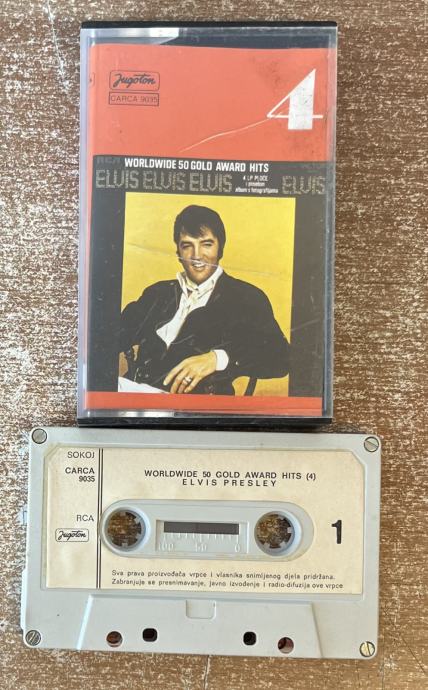 Jugoton
CARCA 9035
4
RCA WORLDWIDE 50 GOLD AWARD HITS
ELVIS ELVIS ELVIS
4 LP PLOČE
i poseban
album s fotografijama
ELVIS
SOKOJ
CARCA
9035
WORLDWIDE 50 GOLD AWARD HITS (4)
ELVIS PRESLEY
RCA
Jugoton
1
100 50 0
Sva prava proizvođača vrpce i vlasnika snimljenog djela pridržana.
Zabranjuje se presnimavanje, javno izvođenje i radio-difuzija ove vrpce